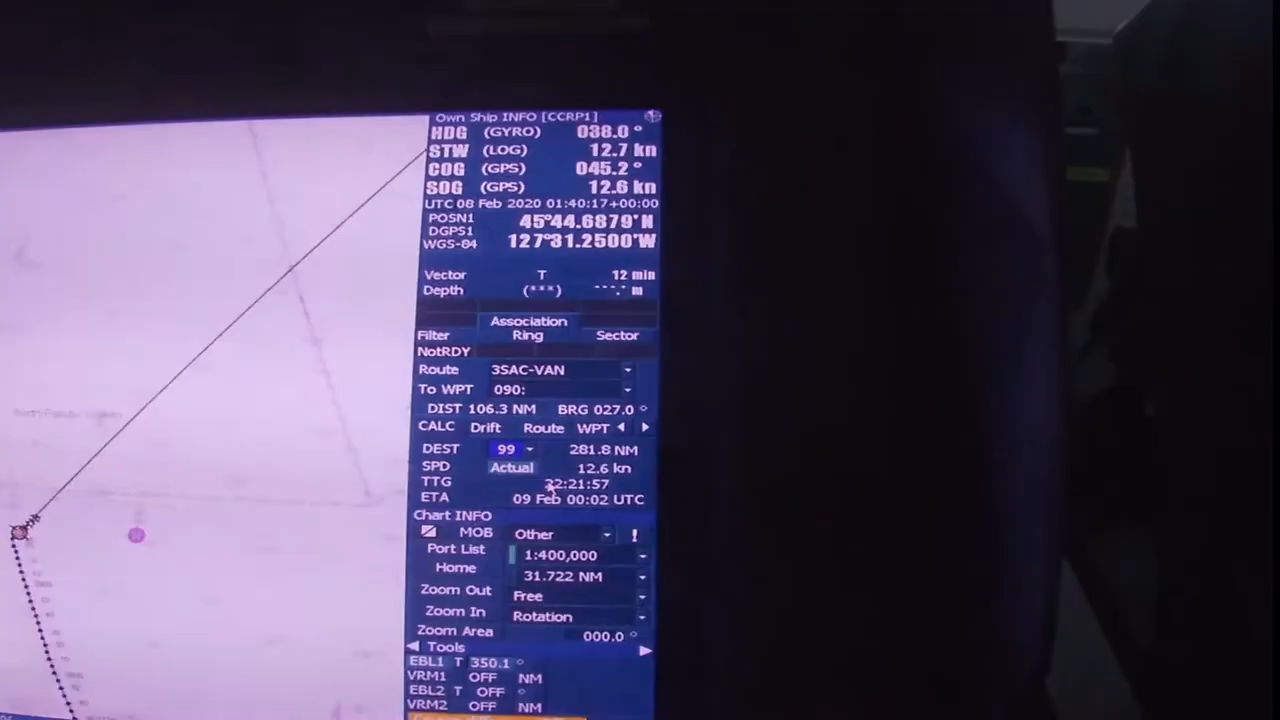 Own Ship INFO [CCRP1]
HDG (GYRO) 038.0 °
STW (LOG) 12.7 kn
COG (GPS) 045.2 °
SOG (GPS) 12.6 kn
UTC 08 Feb 2020 01:40:17+00:00
POSN1 45°44.6879'N
DGPS1
WGS-84 127°31.2500'W
Vector T 12 min
Depth (***) ---.- m
Association
Filter Ring Sector
NotRDY
Route 3SAC-VAN
To WPT 090:
DIST 106.3 NM BRG 027.0 °
CALC Drift Route WPT
DEST 99 281.8 NM
SPD Actual 12.6 kn
TTG 22:21:57
ETA 09 Feb 00:02 UTC
Chart INFO
MOB Other !
Port List 1:400,000
Home 31.722 NM
Zoom Out Free
Zoom In Rotation
Zoom Area 000.0 °
Tools
EBL1 T 350.1 °
VRM1 OFF NM
EBL2 T OFF °
VRM2 OFF NM